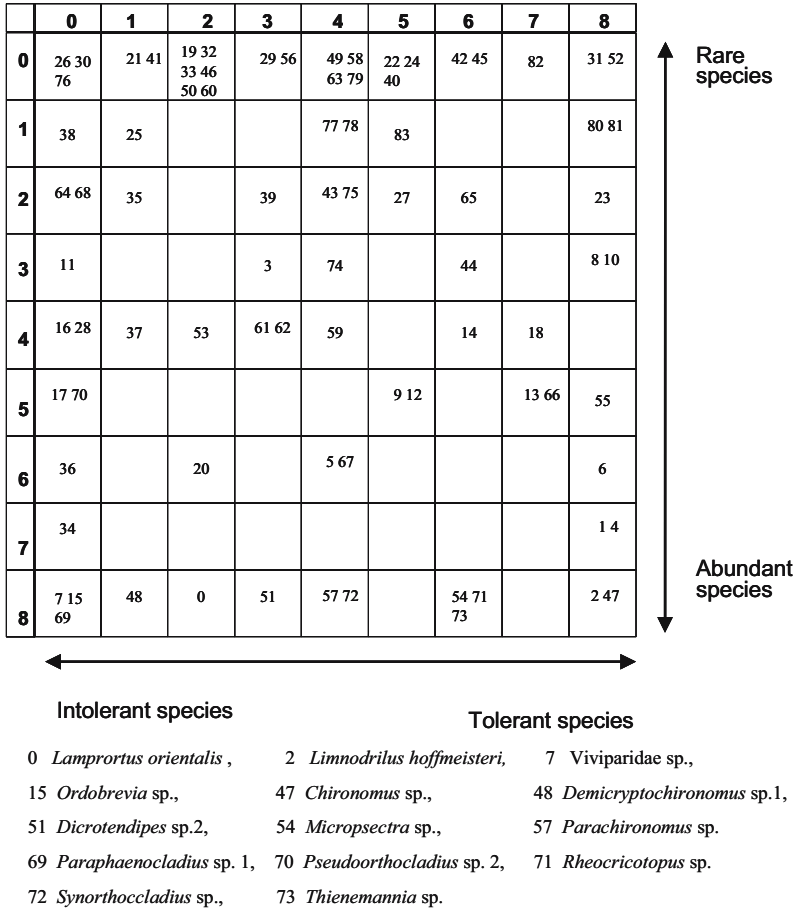 0 1 2 3 4 5 6 7 8
0 26 30 76 21 41 19 32 33 46 50 60 29 56 49 58 63 79 22 24 40 42 45 82 31 52
1 38 25 77 78 83 80 81
2 64 68 35 39 43 75 27 65 23
3 11 3 74 44 8 10
4 16 28 37 53 61 62 59 14 18
5 17 70 9 12 13 66 55
6 36 20 5 67 6
7 34 1 4
8 7 15 69 48 0 51 57 72 54 71 73 2 47
Rare
species
Abundant
species
Intolerant species
Tolerant species
0 Lamprortus orientalis , 2 Limnodrilus hoffmeisteri, 7 Viviparidae sp.,
15 Ordobrevia sp., 47 Chironomus sp., 48 Demicryptochironomus sp.1,
51 Dicrotendipes sp.2, 54 Micropsectra sp., 57 Parachironomus sp.
69 Paraphaenocladius sp. 1, 70 Pseudoorthocladius sp. 2, 71 Rheocricotopus sp.
72 Synorthoccladius sp., 73 Thienemannia sp.